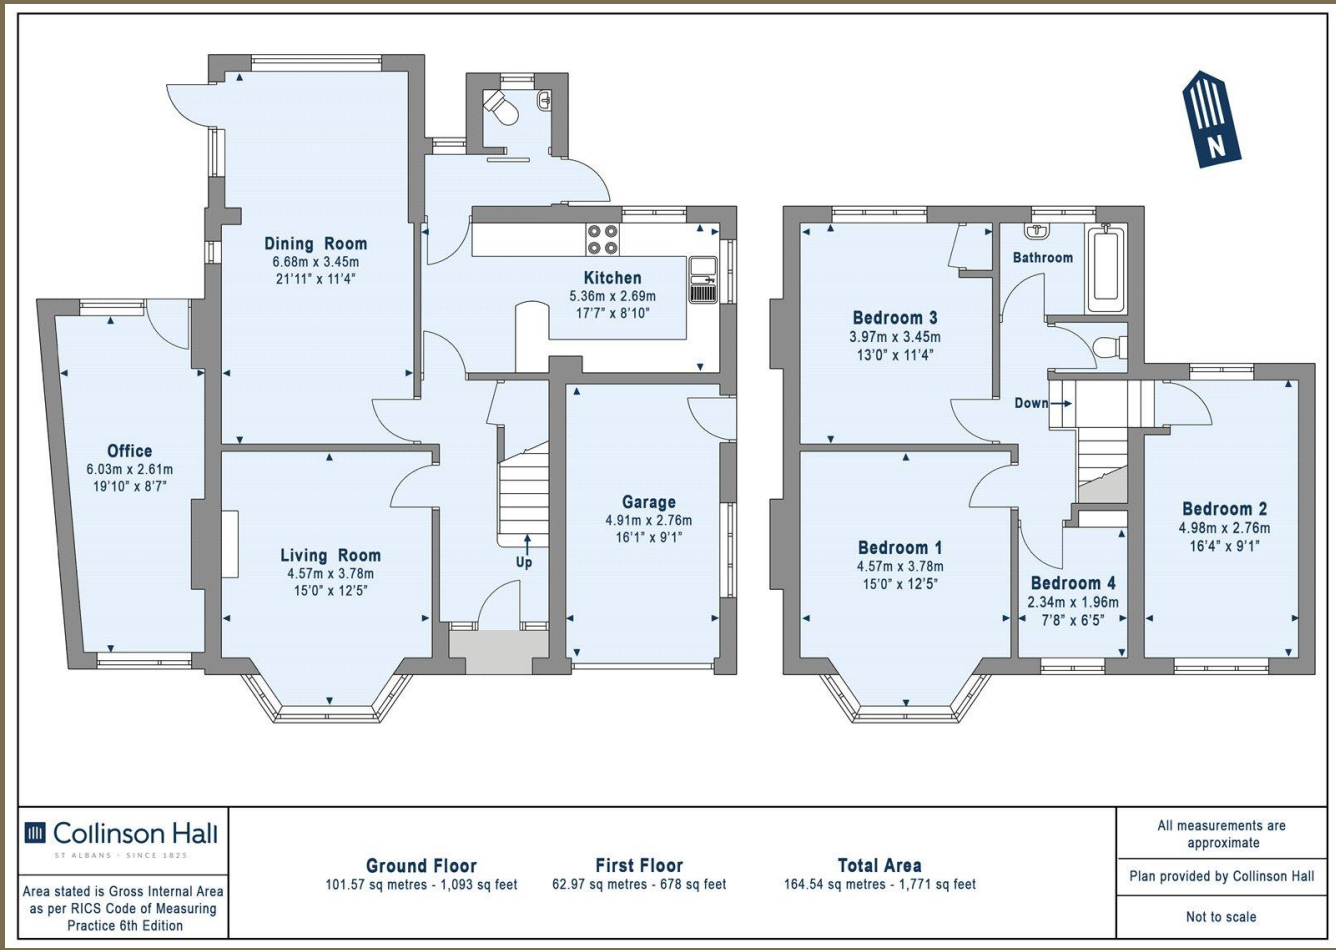 N
Dining Room
6.68m x 3.45m
21'11" x 11'4"
Kitchen
5.36m x 2.69m
17'7" x 8'10"
Office
6.03m x 2.61m
19'10" x 8'7"
Living Room
4.57m x 3.78m
15'0" x 12'5"
Up
Garage
4.91m x 2.76m
16'1" x 9'1"
Bathroom
Bedroom 3
3.97m x 3.45m
13'0" x 11'4"
Down
Bedroom 1
4.57m x 3.78m
15'0" x 12'5"
Bedroom 4
2.34m x 1.96m
7'8" x 6'5"
Bedroom 2
4.98m x 2.76m
16'4" x 9'1"
Collinson Hall
ST ALBANS - SINCE 1825
Area stated is Gross Internal Area
as per RICS Code of Measuring
Practice 6th Edition
Ground Floor
101.57 sq metres - 1,093 sq feet
First Floor
62.97 sq metres - 678 sq feet
Total Area
164.54 sq metres - 1,771 sq feet
All measurements are
approximate
Plan provided by Collinson Hall
Not to scale